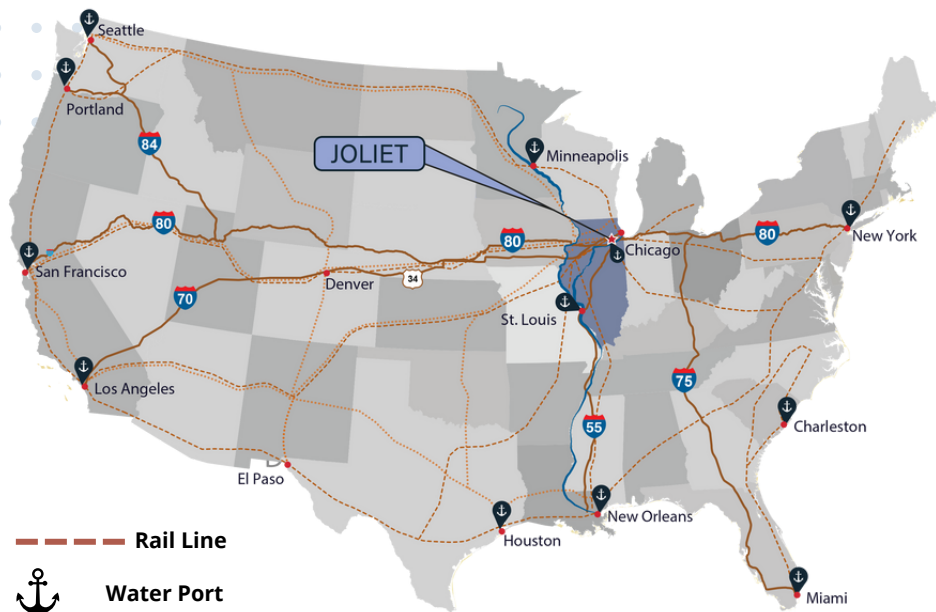 Seattle
Portland
84
JOLIET
Minneapolis
80
80
80
New York
Chicago
San Francisco
Denver
34
70
St. Louis
Los Angeles
75
55
Charleston
El Paso
New Orleans
Houston
Rail Line
Water Port
Miami